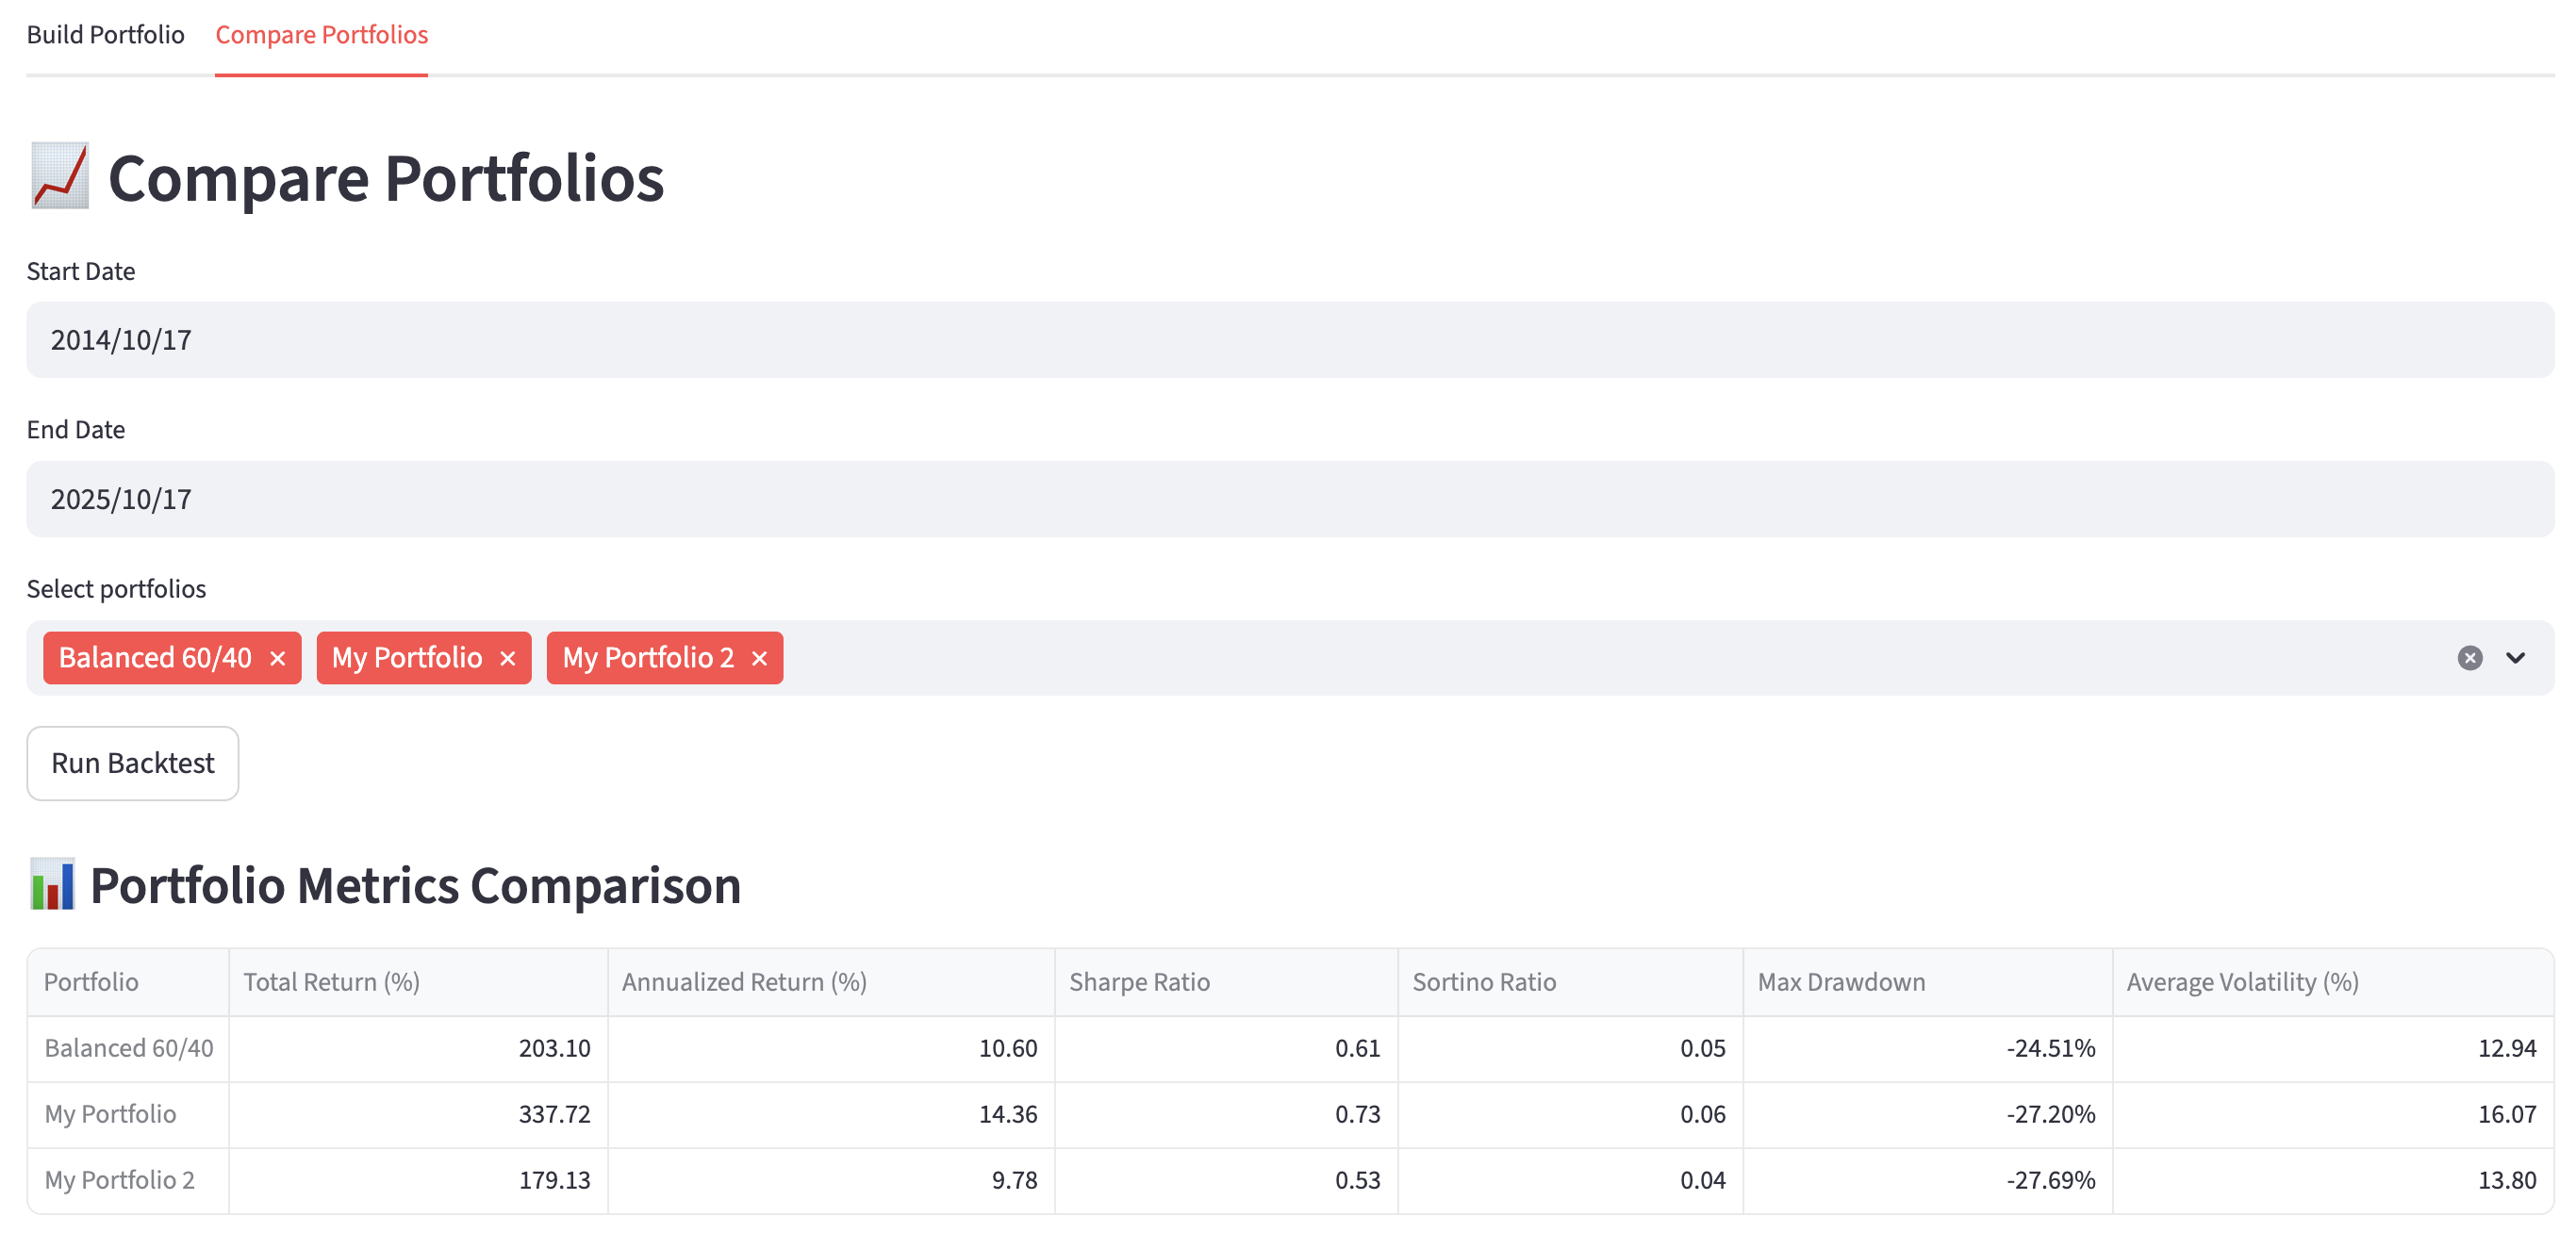 Build Portfolio Compare Portfolios
Compare Portfolios
Start Date
2014/10/17
End Date
2025/10/17
Select portfolios
Balanced 60/40 × My Portfolio × My Portfolio 2 ×
Run Backtest
Portfolio Metrics Comparison
Portfolio Total Return (%) Annualized Return (%) Sharpe Ratio Sortino Ratio Max Drawdown Average Volatility (%)
Balanced 60/40 203.10 10.60 0.61 0.05 -24.51% 12.94
My Portfolio 337.72 14.36 0.73 0.06 -27.20% 16.07
My Portfolio 2 179.13 9.78 0.53 0.04 -27.69% 13.80